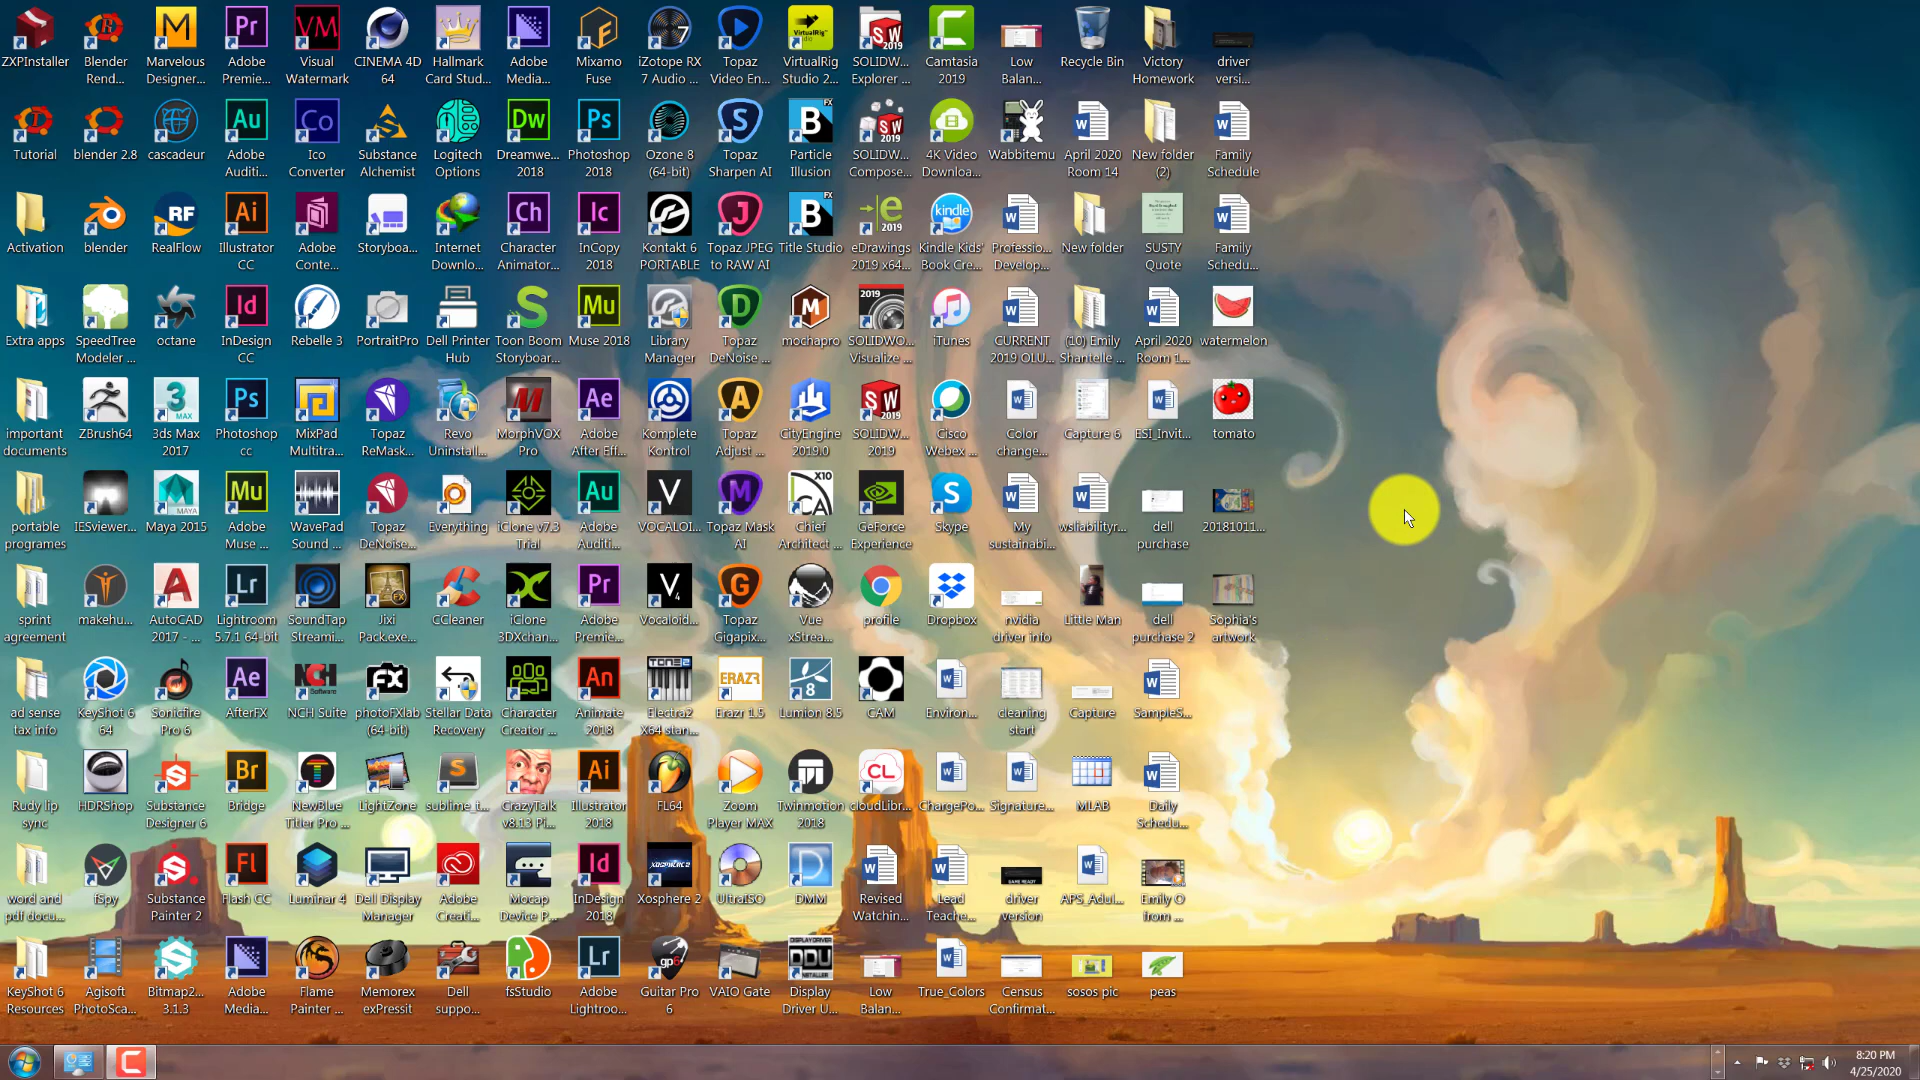 ZXPInstaller
Blender
Rend...
Marvelous
Designer...
Adobe
Premie...
Visual
Watermark
CINEMA 4D
64
Hallmark
Card Stud...
Adobe
Media...
Mixamo
Fuse
iZotope RX
7 Audio ...
Topaz
Video En...
VirtualRig
Studio 2...
SOLIDW...
Explorer ...
Camtasia
2019
Low
Balan...
Recycle Bin
Victory
Homework
driver
versi...
Tutorial
blender 2.8
cascadeur
Adobe
Auditi...
Ico
Converter
Substance
Alchemist
Logitech
Options
Dreamwe...
2018
Photoshop
2018
Ozone 8
(64-bit)
Topaz
Sharpen AI
Particle
Illusion
SOLIDW...
Compose...
4K Video
Downloa...
Wabbitemu
April 2020
Room 14
New folder
(2)
Family
Schedule
Activation
blender
RealFlow
Illustrator
CC
Adobe
Conte...
Storyboa...
Internet
Downlo...
Character
Animator...
InCopy
2018
Kontakt 6
PORTABLE
Topaz JPEG
to RAW AI
Title Studio
eDrawings
2019 x64...
Kindle Kids'
Book Cre...
Professio...
Develop...
New folder
SUSTY
Quote
Family
Schedu...
Extra apps
SpeedTree
Modeler ...
octane
InDesign
CC
Rebelle 3
PortraitPro
Dell Printer
Hub
Toon Boom
Storyboar...
Muse 2018
Library
Manager
Topaz
DeNoise ...
mochapro
SOLIDWO...
Visualize ...
iTunes
CURRENT
2019 OLU...
(10) Emily
Shantelle ...
April 2020
Room 1...
watermelon
important
documents
ZBrush64
3ds Max
2017
Photoshop
cc
MixPad
Multitra...
Topaz
ReMask...
Revo
Uninstall...
MorphVOX
Pro
Adobe
After Eff...
Komplete
Kontrol
Topaz
Adjust ...
CityEngine
2019.0
SOLIDW...
2019
Cisco
Webex ...
Color
change...
Capture 6
ESI_Invit...
tomato
portable
programes
IESviewer...
Maya 2015
Adobe
Muse ...
WavePad
Sound ...
Topaz
DeNoise...
Everything
iClone v7.3
Trial
Adobe
Auditi...
VOCALOI...
Topaz Mask
AI
Chief
Architect ...
GeForce
Experience
Skype
My
sustainabi...
wsliabilityr...
dell
purchase
20181011...
sprint
agreement
makehu...
AutoCAD
2017 - ...
Lightroom
5.7.1 64-bit
SoundTap
Streami...
Jixi
Pack.exe...
CCleaner
iClone
3DXchan...
Adobe
Premie...
Vocaloid...
Topaz
Gigapix...
Vue
xStrea...
profile
Dropbox
nvidia
driver info
Little Man
dell
purchase 2
Sophia's
artwork
ad sense
tax info
KeyShot 6
64
Sonicfire
Pro 6
AfterFX
NCH Suite
photoFXlab
(64-bit)
Stellar Data
Recovery
Character
Creator ...
Animate
2018
Electra2
X64 stan...
Erazr 1.5
Lumion 8.5
CAM
Environ...
cleaning
start
Capture
SampleS...
Rudy lip
sync
HDRShop
Substance
Designer 6
Bridge
NewBlue
Titler Pro ...
LightZone
sublime_t...
CrazyTalk
v8.13 Pi...
Illustrator
2018
FL64
Zoom
Player MAX
Twinmotion
2018
cloudLibr...
ChargePo...
Signature...
MLAB
Daily
Schedu...
word and
pdf docu...
fSpy
Substance
Painter 2
Flash CC
Luminar 4
Dell Display
Manager
Adobe
Creati...
Mocap
Device P...
InDesign
2018
Xosphere 2
UltraISO
DMM
Revised
Watchin...
Lead
Teache...
driver
version
APS_Adul...
Emily O
from ...
KeyShot 6
Resources
Agisoft
PhotoSca...
Bitmap2...
3.1.3
Adobe
Media...
Flame
Painter ...
Memorex
exPressit
Dell
suppo...
fsStudio
Adobe
Lightroo...
Guitar Pro
6
VAIO Gate
Display
Driver U...
Low
Balan...
True_Colors
Census
Confirmat...
sosos pic
peas
8:20 PM
4/25/2020